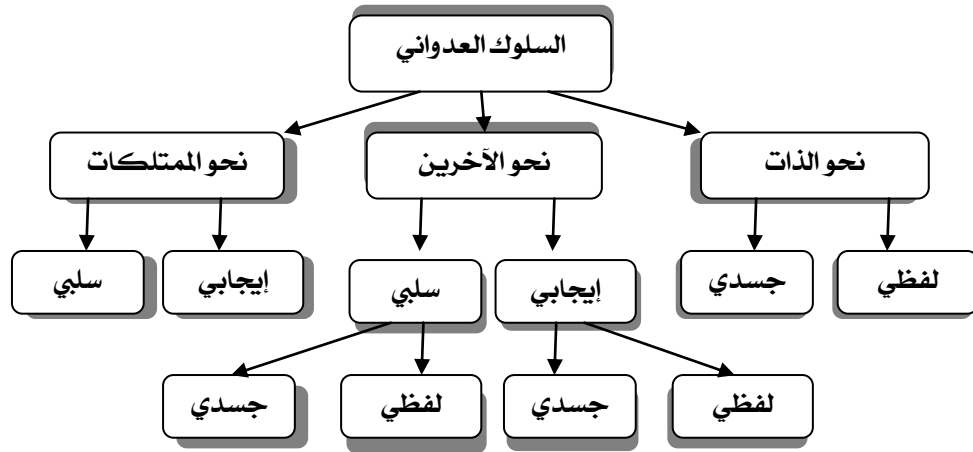 السلوك العدواني
نحو الذات
نحو الآخرين
نحو الممتلكات
لفظي
جسدي
إيجابي
سلبي
إيجابي
سلبي
لفظي
جسدي
لفظي
جسدي